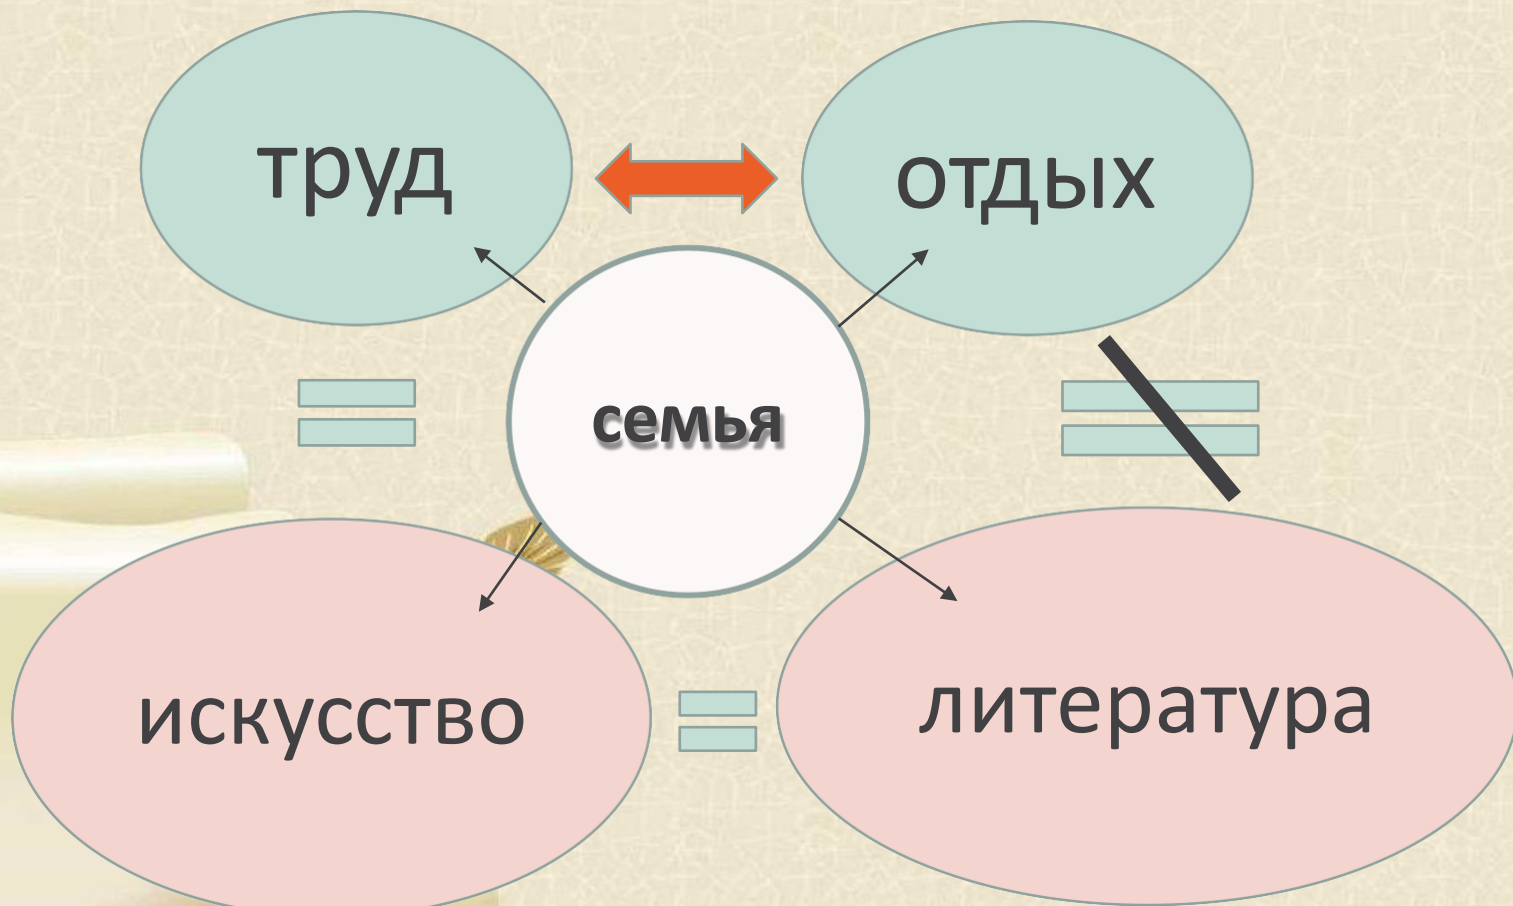 труд
отдых
семья
искусство
литература